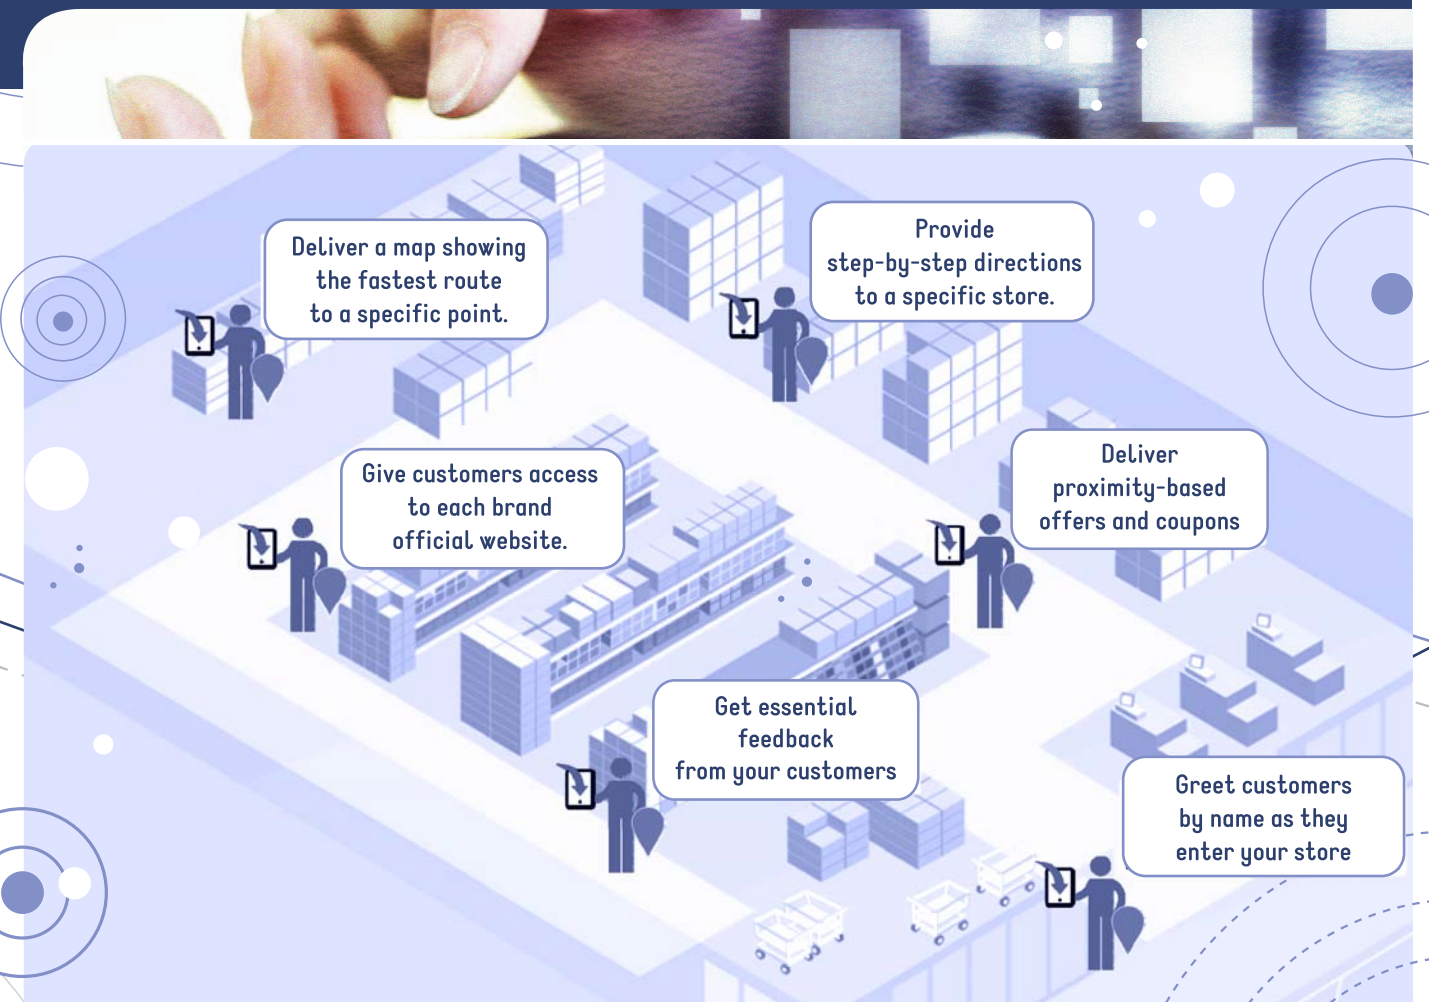 Deliver a map showing
the fastest route
to a specific point.
Provide
step-by-step directions
to a specific store.
Give customers access
to each brand
official website.
Deliver
proximity-based
offers and coupons
Get essential
feedback
from your customers
Greet customers
by name as they
enter your store